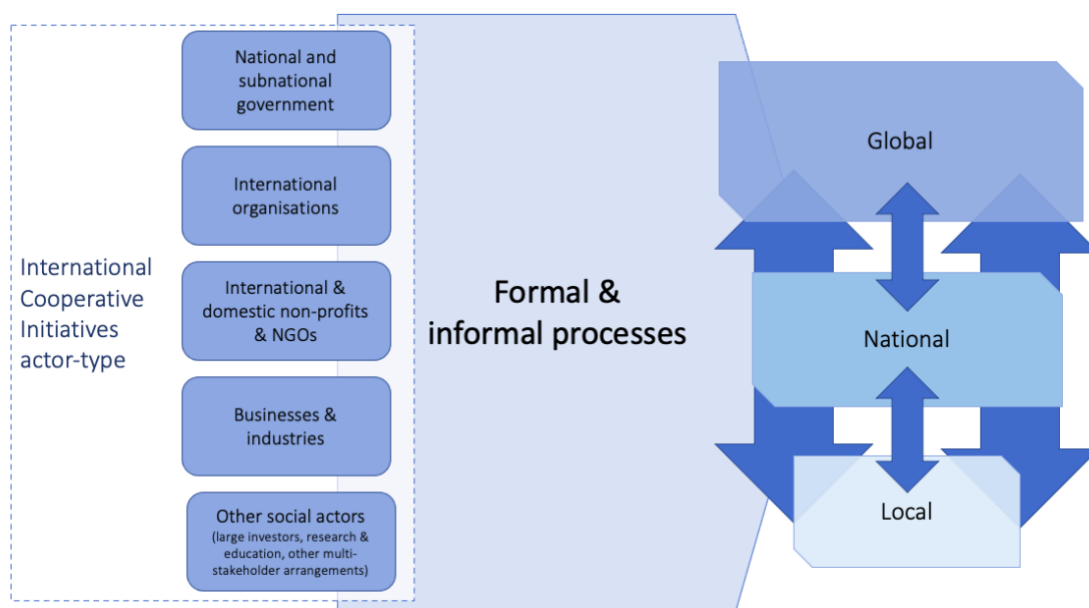 National and
subnational
government
International
organisations
International
Cooperative
Initiatives
actor-type
International &
domestic non-profits
& NGOs
Businesses &
industries
Other social actors
(large investors, research &
education, other multi-
stakeholder arrangements)
Formal &
informal processes
Global
National
Local